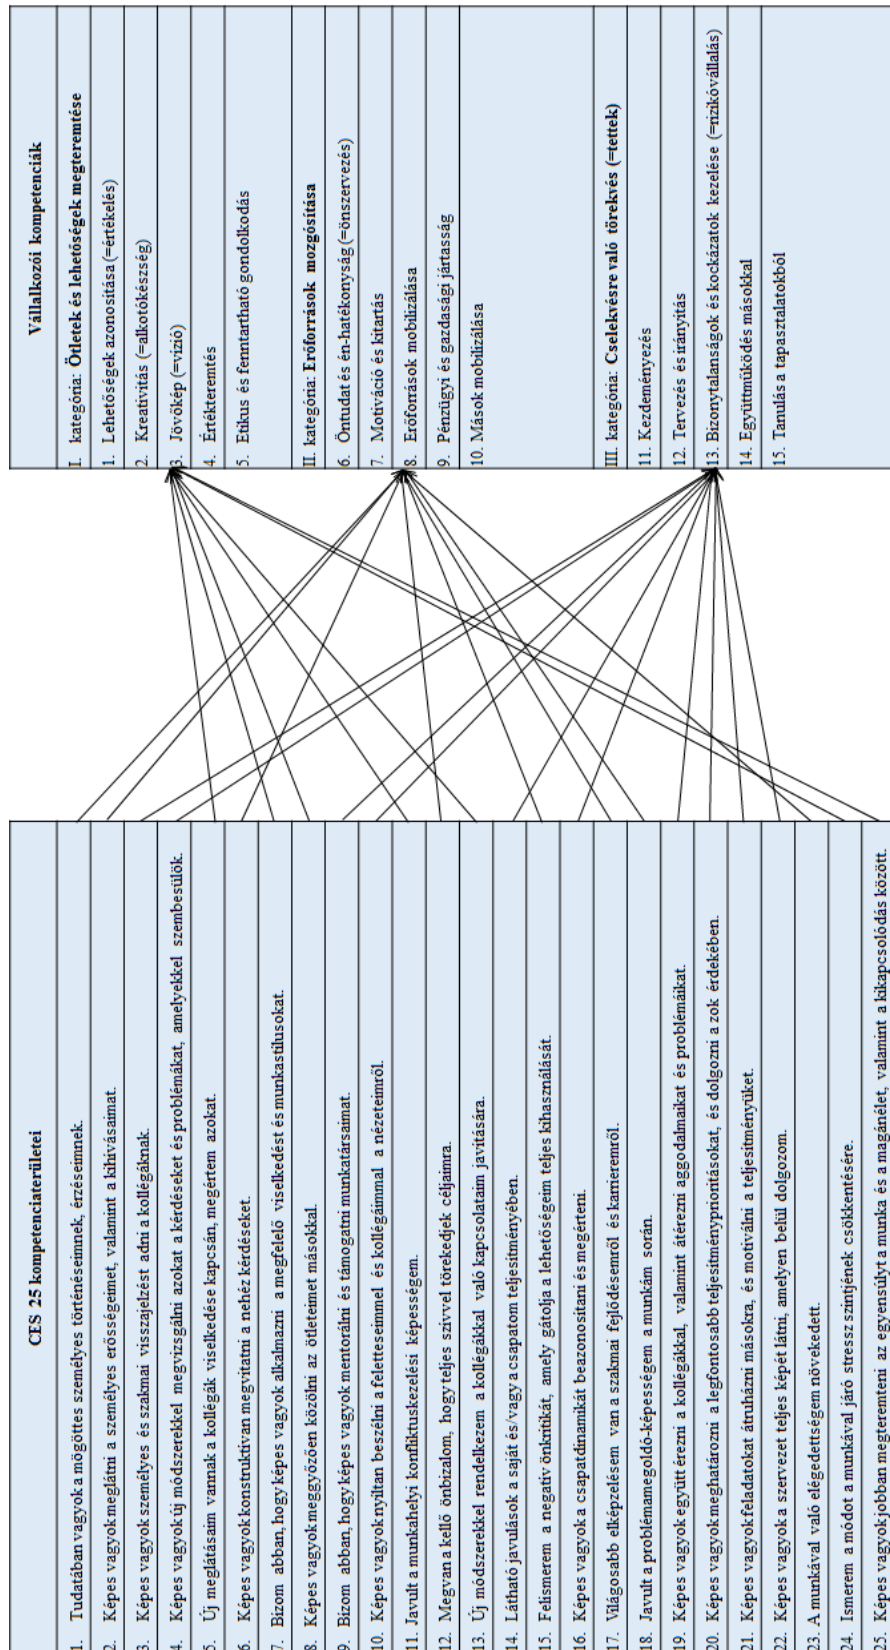 CES 25 kompetenciaterületei
1. Tudatában vagyok a mögöttes személyes történéseimnek, érzéseimnek.
2. Képes vagyok meglátni a személyes erősségeimet, valamint a kihívásaimat.
3. Képes vagyok személyes és szakmai visszajelzést adni a kollégáknak.
4. Képes vagyok új módszerekkel megvizsgálni azokat a kérdéseket és problémákat, amelyekkel szembesülök.
5. Új meglátásaim vannak a kollégák viselkedése kapcsán, megértem azokat.
6. Képes vagyok konstruktívan megvitatni a nehéz kérdéseket.
7. Bízom abban, hogy képes vagyok alkalmazni a megfelelő viselkedést és munkastílusokat.
8. Képes vagyok meggyőzően közölni az ötleteimet másokkal.
9. Bízom abban, hogy képes vagyok mentorálni és támogatni munkatársaimat.
10. Képes vagyok nyíltan beszélni a feletteseimmel és kollégáimmal a nézeteimről.
11. Javult a munkahelyi konfliktuskezelési képességem.
12. Megvan a kellő önbizalom, hogy teljes szívvel törekedjek céljaimra.
13. Új módszerekkel rendelkezem a kollégákkal való kapcsolataim javítására.
14. Látható javulások a saját és/vagy a csapatom teljesítményében.
15. Felismerem a negatív önkritikát, amely gátolja a lehetőségeim teljes kihasználását.
16. Képes vagyok a csapatdinamikát beazonosítani és megérteni.
17. Világosabb elképzelésem van a szakmai fejlődésemről és karrieremről.
18. Javult a problémamegoldó-képességem a munkám során.
19. Képes vagyok együtt érezni a kollégákkal, valamint átérezni aggodalmaikat és problémáikat.
20. Képes vagyok meghatározni a legfontosabb teljesítményprioritásokat, és dolgozni a zok érdekében.
21. Képes vagyok feladatokat átruházni másokra, és motiválni a teljesítményüket.
22. Képes vagyok a szervezet teljes képét látni, amelyen belül dolgozom.
23. A munkával való elégedettségem növekedett.
24. Ismerem a módot a munkával járó stressz szintjének csökkentésére.
25. Képes vagyok jobban megteremteni az egyensúlyt a munka és a magánélet, valamint a kikapcsolódás között.
Vállalkozói kompetenciák
I. kategória: Ötletek és lehetőségek megteremtése
1. Lehetőségek azonosítása (=értékelés)
2. Kreativitás (=alkotókészség)
3. Jövőkép (=vízió)
4. Értékteremtés
5. Etikus és fenntartható gondolkodás
II. kategória: Erőforrások mozgósítása
6. Öntudat és én-hatékonyság (=önszervezés)
7. Motiváció és kitartás
8. Erőforrások mobilizálása
9. Pénzügyi és gazdasági jártasság
10. Mások mobilizálása
III. kategória: Cselekvésre való törekvés (=tettek)
11. Kezdeményezés
12. Tervezés és irányítás
13. Bizonytalanságok és kockázatok kezelése (=rizikóvállalás)
14. Együttműködés másokkal
15. Tanulás a tapasztalatokból